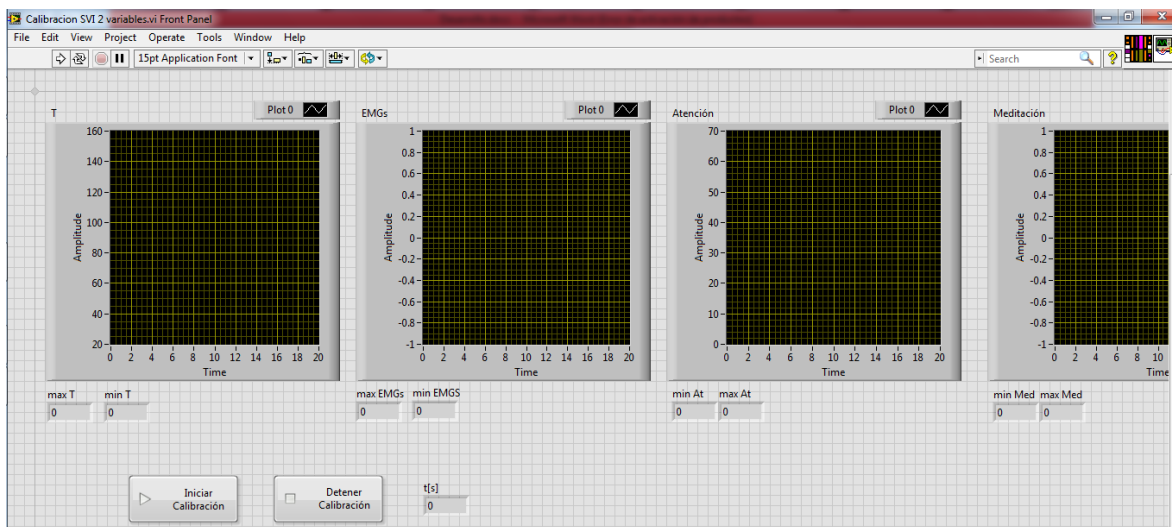 Calibracion SVI 2 variables.vi Front Panel
File Edit View Project Operate Tools Window Help
15pt Application Font
Search
T
Plot 0
Amplitude
160
140
120
100
80
60
40
20
0 2 4 6 8 10 12 14 16 18 20
Time
max T min T
0 0
EMGs
Plot 0
Amplitude
1
0.8
0.6
0.4
0.2
0
-0.2
-0.4
-0.6
-0.8
-1
0 2 4 6 8 10 12 14 16 18 20
Time
max EMGs min EMGS
0 0
Atención
Plot 0
Amplitude
70
60
50
40
30
20
10
0
0 2 4 6 8 10 12 14 16 18 20
Time
min At max At
0 0
Meditación
Amplitude
1
0.8
0.6
0.4
0.2
0
-0.2
-0.4
-0.6
-0.8
-1
0 2 4 6 8 10
Time
min Med max Med
0 0
Iniciar
Calibración
Detener
Calibración
t[s]
0